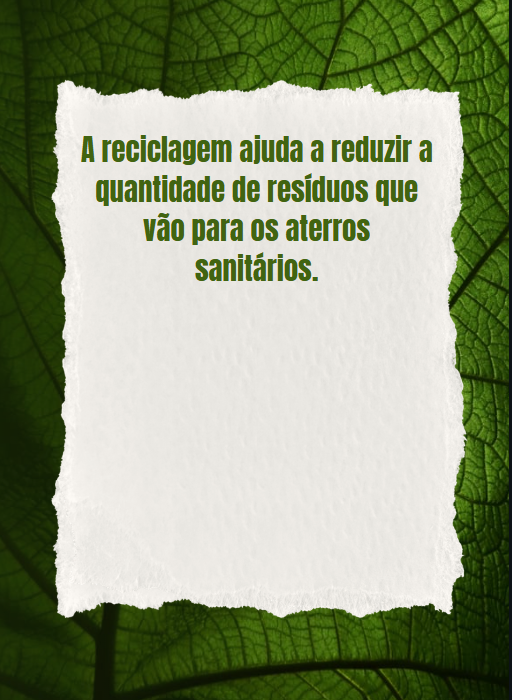 A reciclagem ajuda a reduzir a
quantidade de resíduos que
vão para os aterros
sanitários.